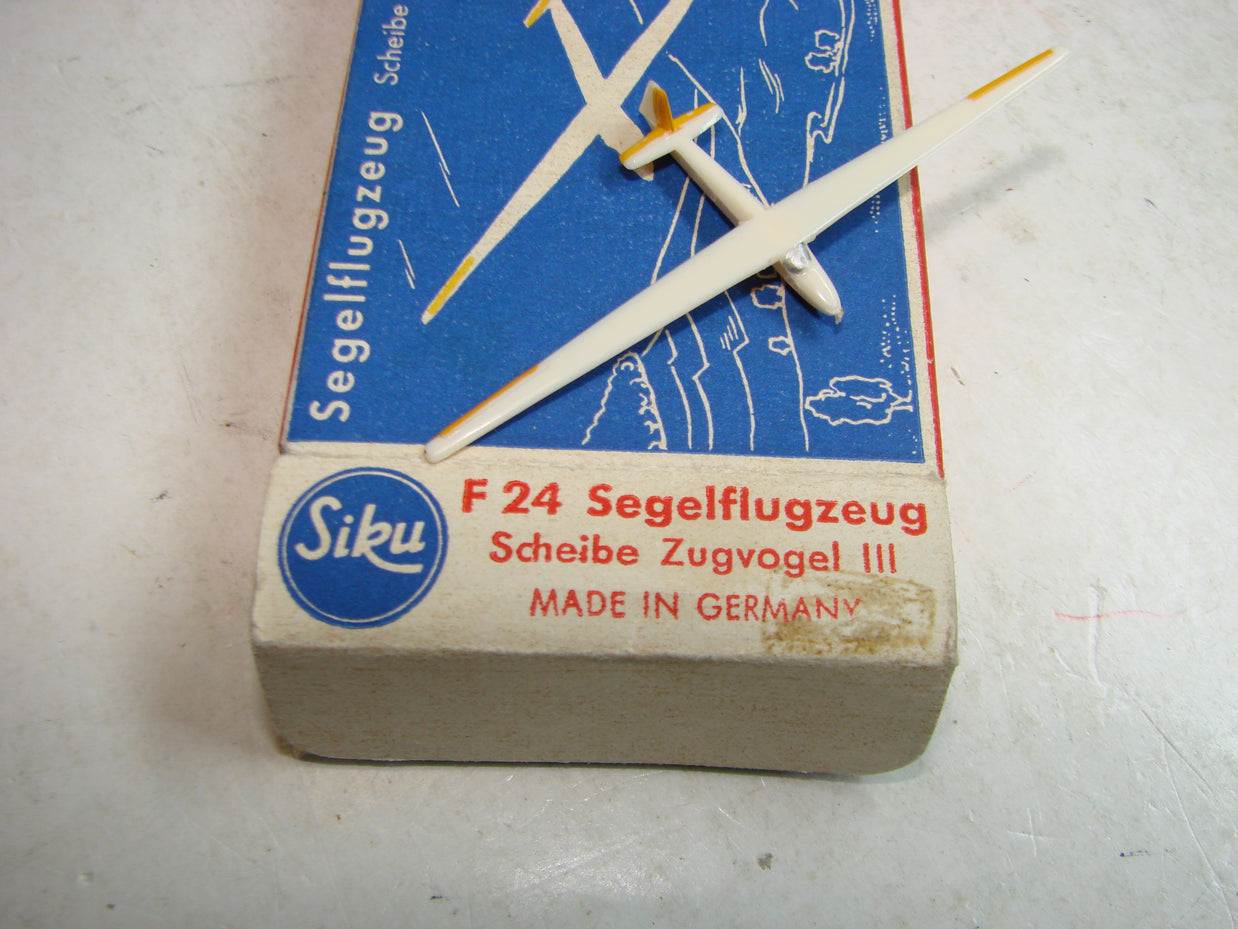 Segelflugzeug Scheibe
Siku
F 24 Segelflugzeug
Scheibe Zugvogel III
MADE IN GERMANY